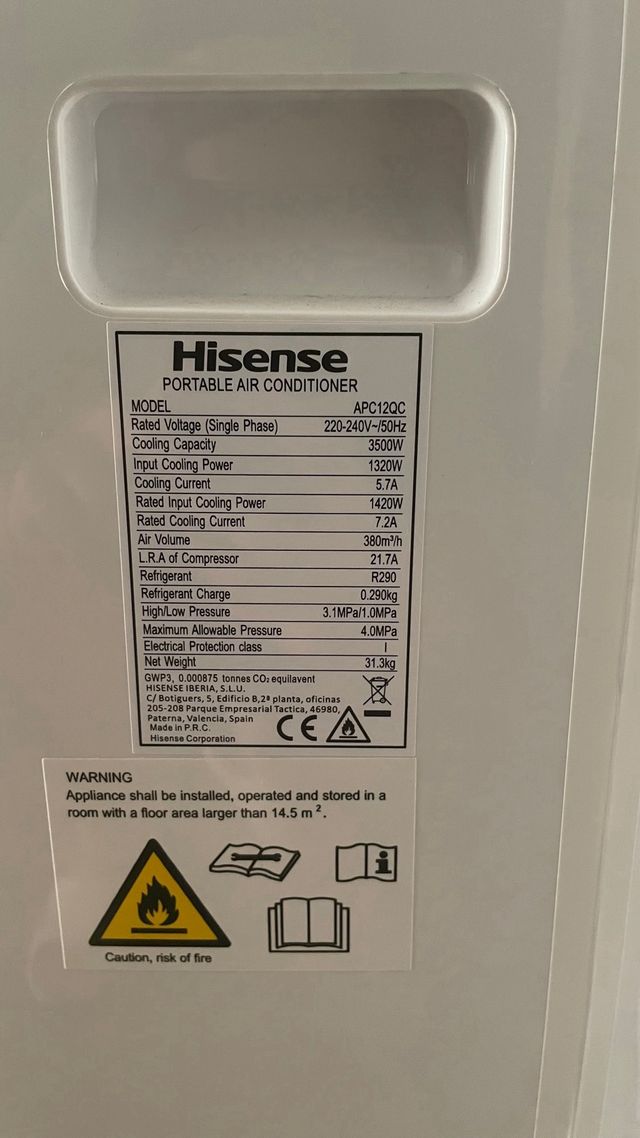 Hisense
PORTABLE AIR CONDITIONER
MODEL APC12QC
Rated Voltage (Single Phase) 220-240V~/50Hz
Cooling Capacity 3500W
Input Cooling Power 1320W
Cooling Current 5.7A
Rated Input Cooling Power 1420W
Rated Cooling Current 7.2A
Air Volume 380m³/h
L.R.A of Compressor 21.7A
Refrigerant R290
Refrigerant Charge 0.290kg
High/Low Pressure 3.1MPa/1.0MPa
Maximum Allowable Pressure 4.0MPa
Electrical Protection class I
Net Weight 31.3kg
GWP3, 0.000875 tonnes CO₂ equilavent
HISENSE IBERIA, S.L.U.
C/ Botiguers, 5, Edificio B,2ª planta, oficinas
205-208 Parque Empresarial Tactica, 46980,
Paterna, Valencia, Spain
Made in P.R.C.
Hisense Corporation
CE
WARNING
Appliance shall be installed, operated and stored in a
room with a floor area larger than 14.5 m².
Caution, risk of fire